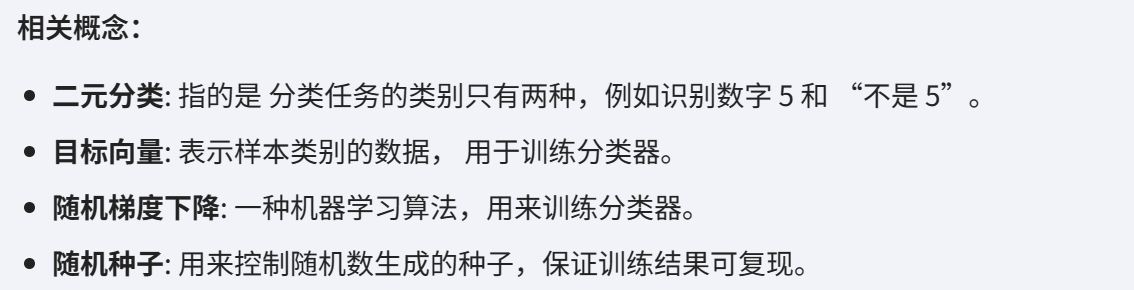 相关概念：
• 二元分类: 指的是 分类任务的类别只有两种，例如识别数字 5 和 “不是 5”。
• 目标向量: 表示样本类别的数据， 用于训练分类器。
• 随机梯度下降: 一种机器学习算法，用来训练分类器。
• 随机种子: 用来控制随机数生成的种子，保证训练结果可复现。